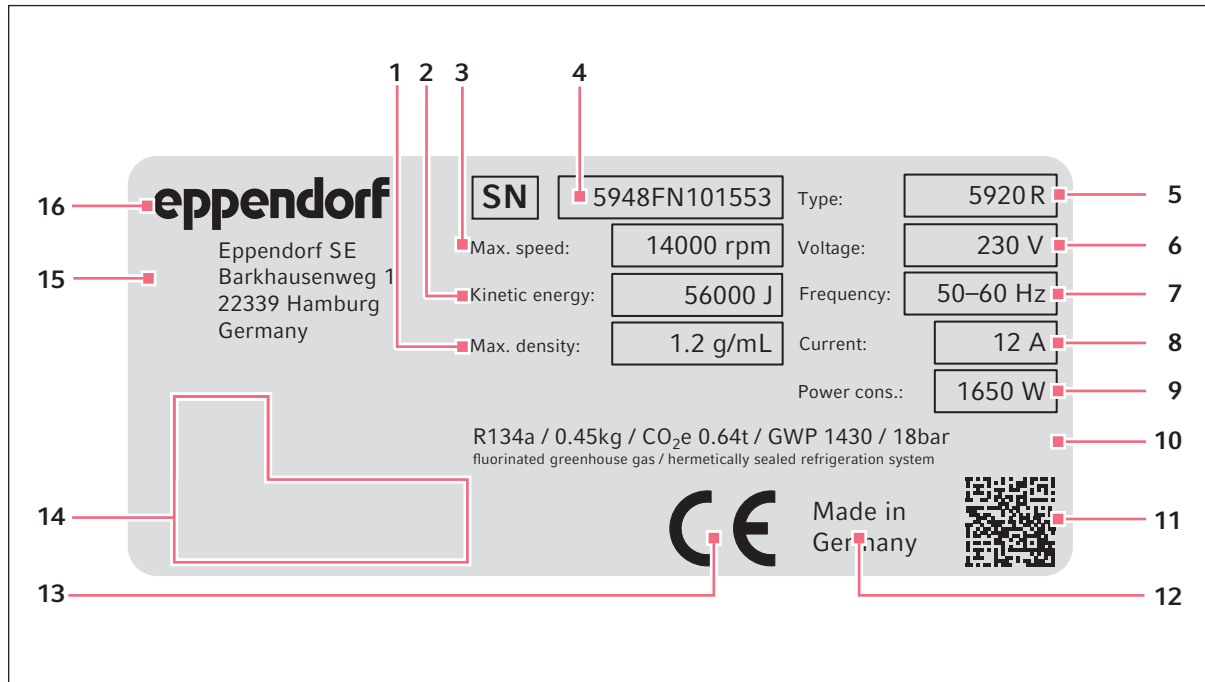 1 2 3 4
16 eppendorf SN 5948FN101553 Type: 5920 R 5
Eppendorf SE Max. speed: 14000 rpm Voltage: 230 V 6
15 Barkhausenweg 1
22339 Hamburg Kinetic energy: 56000 J Frequency: 50–60 Hz 7
Germany Max. density: 1.2 g/mL Current: 12 A 8
Power cons.: 1650 W 9
R134a / 0.45kg / CO₂e 0.64t / GWP 1430 / 18bar 10
fluorinated greenhouse gas / hermetically sealed refrigeration system
14 CE Made in 11
Germany
13 12